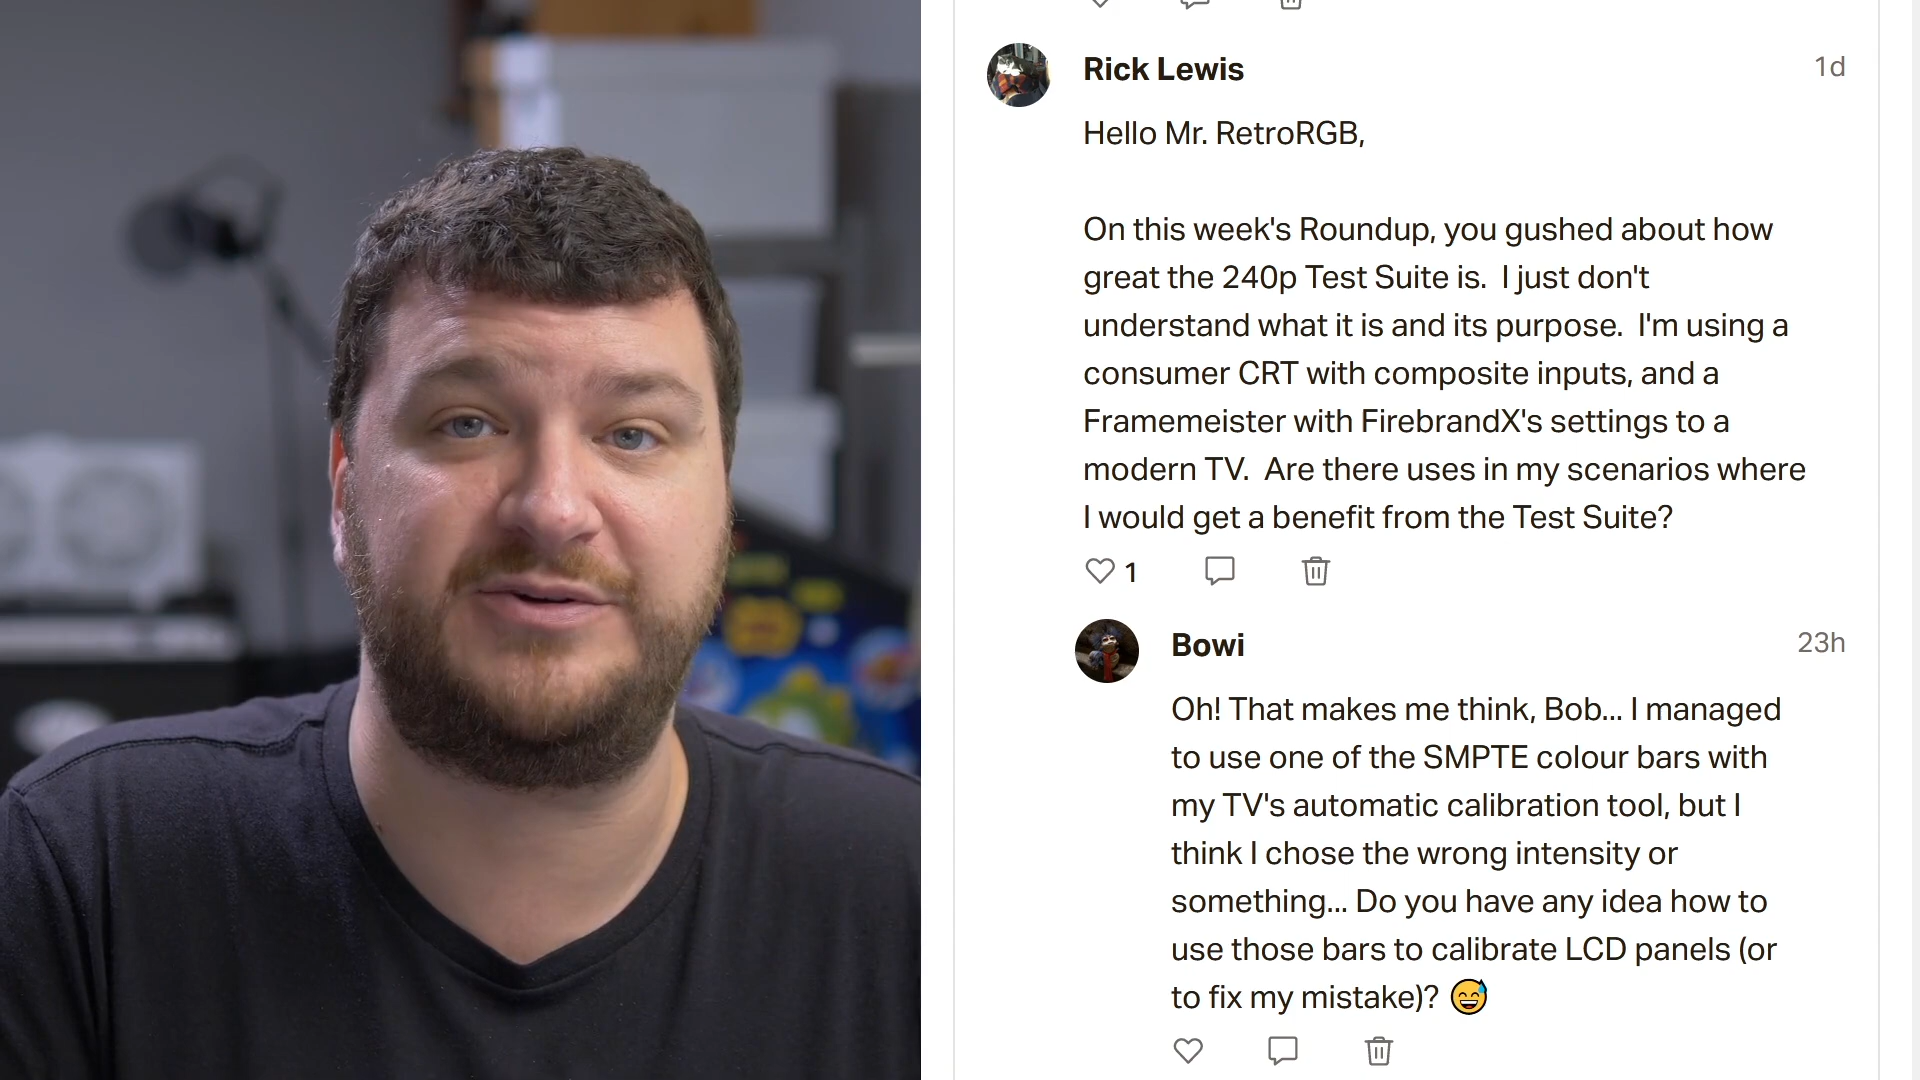 Rick Lewis
1d
Hello Mr. RetroRGB,
On this week's Roundup, you gushed about how
great the 240p Test Suite is.  I just don't
understand what it is and its purpose.  I'm using a
consumer CRT with composite inputs, and a
Framemeister with FirebrandX's settings to a
modern TV.  Are there uses in my scenarios where
I would get a benefit from the Test Suite?
1
Bowi
23h
Oh! That makes me think, Bob... I managed
to use one of the SMPTE colour bars with
my TV's automatic calibration tool, but I
think I chose the wrong intensity or
something... Do you have any idea how to
use those bars to calibrate LCD panels (or
to fix my mistake)? 😅